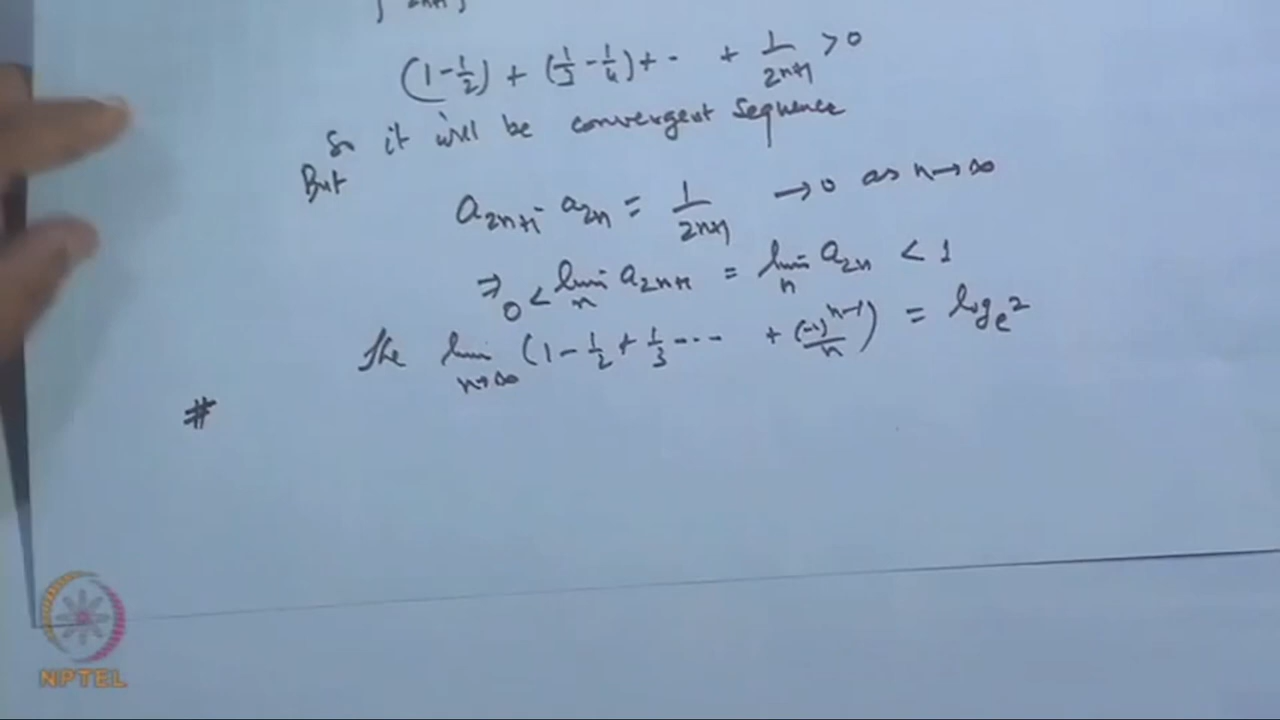 (1-1/2) + (1/3-1/4)+ - + 1/2n+1 > 0
So it will be convergent sequence
But
a_{2n+1} - a_{2n} = 1/2n+1 → 0 as n→∞
⇒ 0 < lim_n a_{2n+1} = lim_n a_{2n} < 1
The lim_{n→∞} (1 - 1/2 + 1/3 --- + (-1)^{n-1}/n) = log_e 2
#
NPTEL